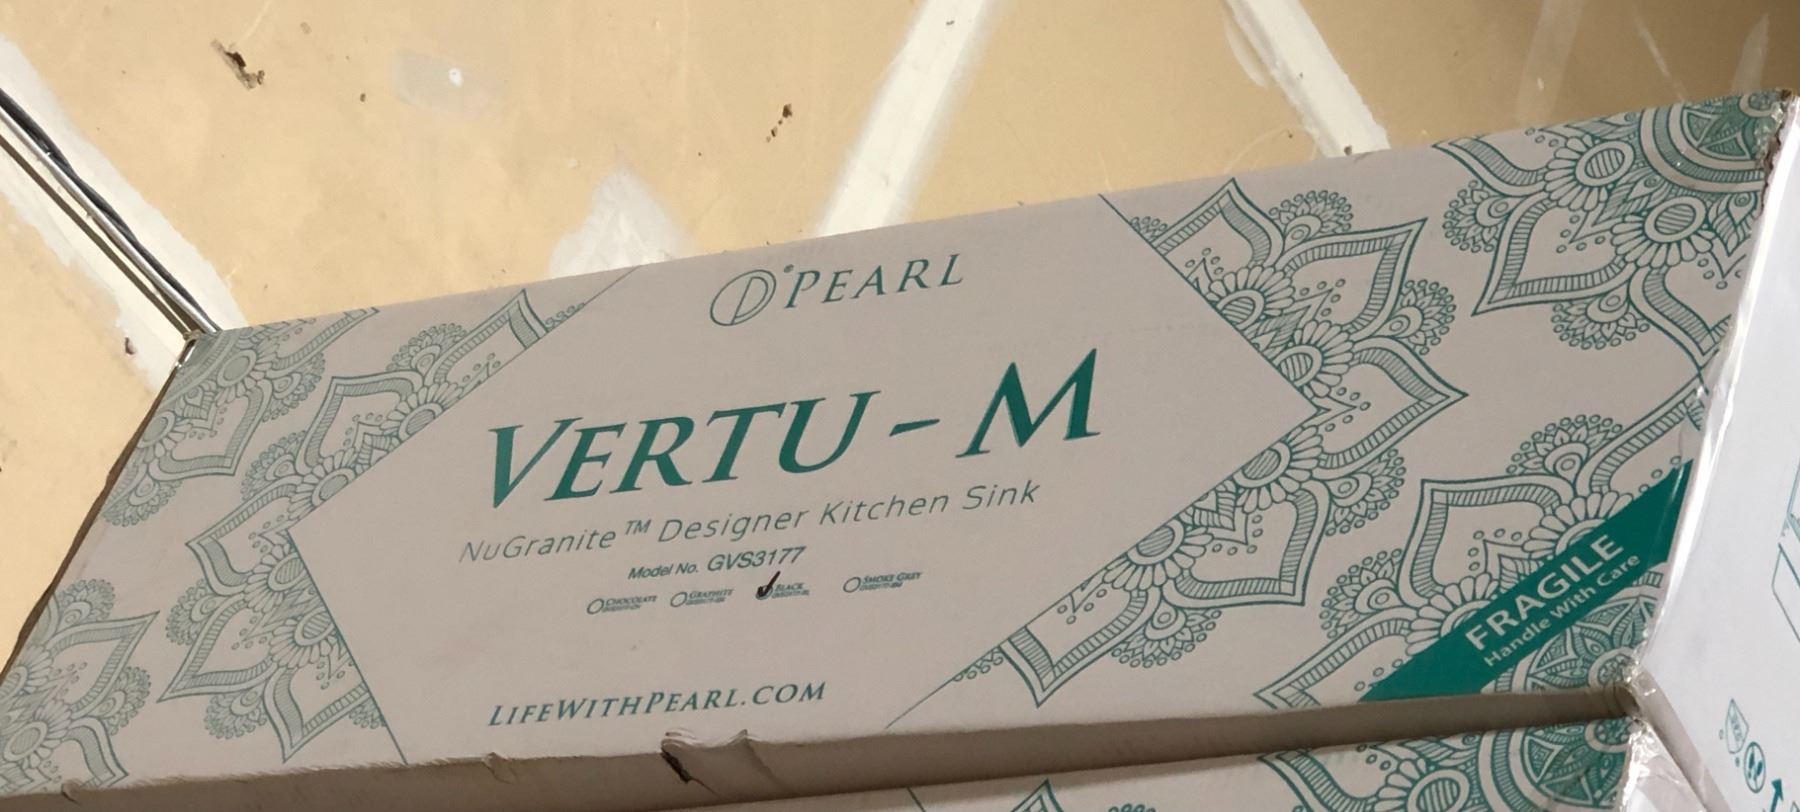 PEARL
VERTU - M
NuGranite™ Designer Kitchen Sink
Model No. GVS3177
CHOCOLATE GRAPHITE BLACK SMOKE GREY
LIFEWITHPEARL.COM
FRAGILE
Handle With Care